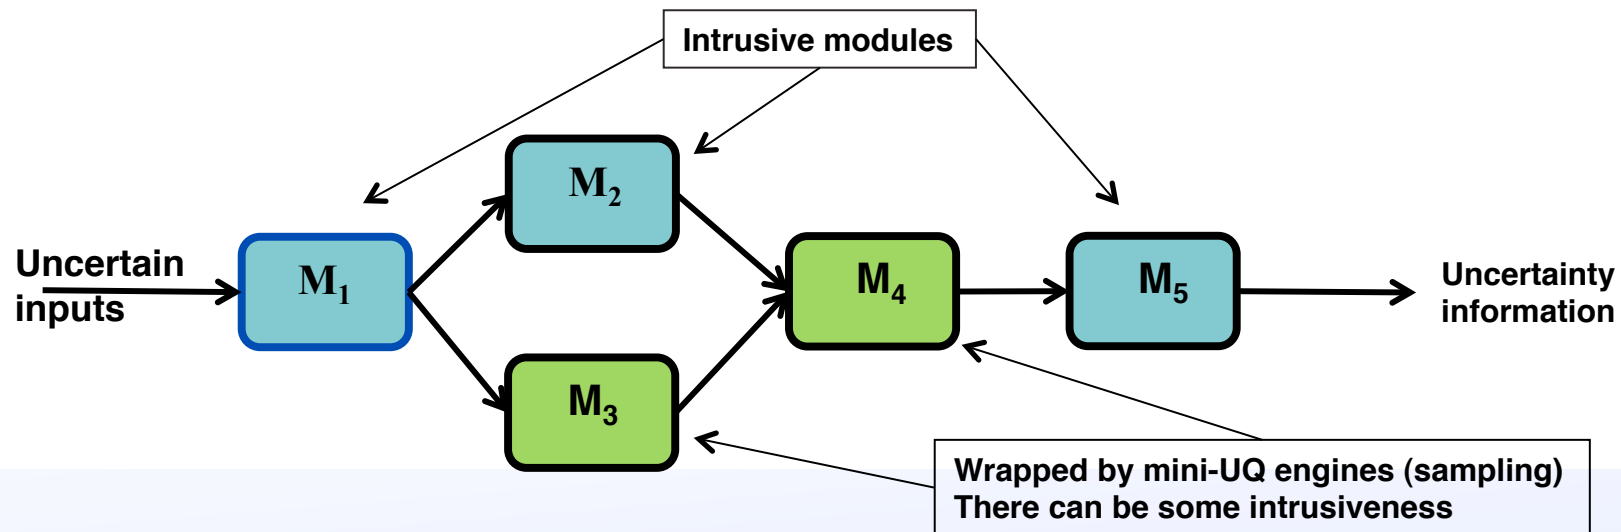 Intrusive modules
M₂
Uncertain
inputs
M₁
M₄
M₅
Uncertainty
information
M₃
Wrapped by mini-UQ engines (sampling)
There can be some intrusiveness